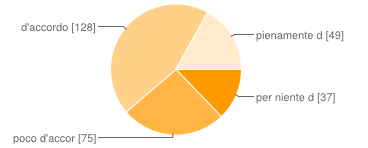 d'accordo [128]
pienamente d [49]
per niente d [37]
poco d'accor [75]